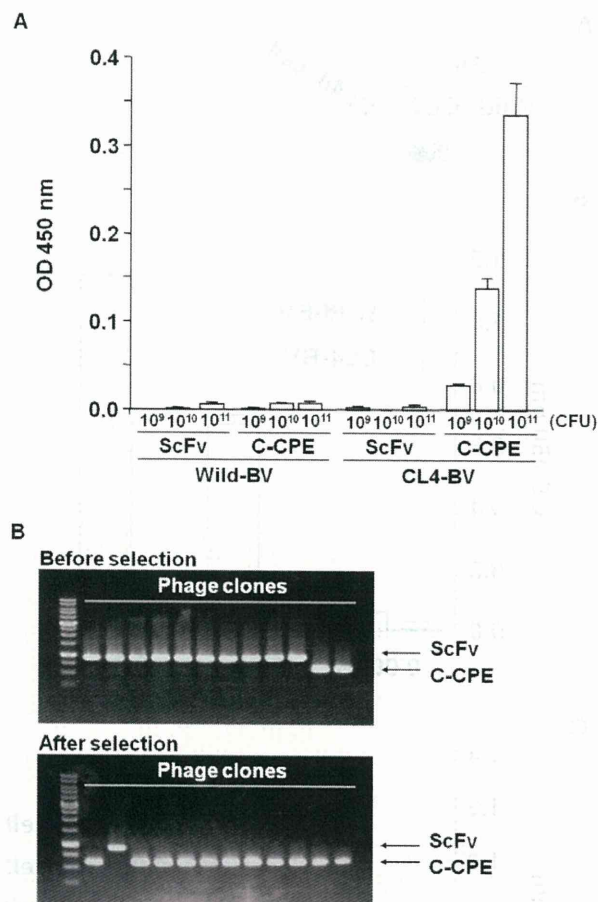 A
0.4
0.3
0.2
0.1
0.0
OD 450 nm
10⁹ 10¹⁰ 10¹¹ 10⁹ 10¹⁰ 10¹¹ 10⁹ 10¹⁰ 10¹¹ 10⁹ 10¹⁰ 10¹¹ (CFU)
ScFv C-CPE ScFv C-CPE
Wild-BV CL4-BV
B
Before selection
Phage clones
ScFv
C-CPE
After selection
Phage clones
ScFv
C-CPE